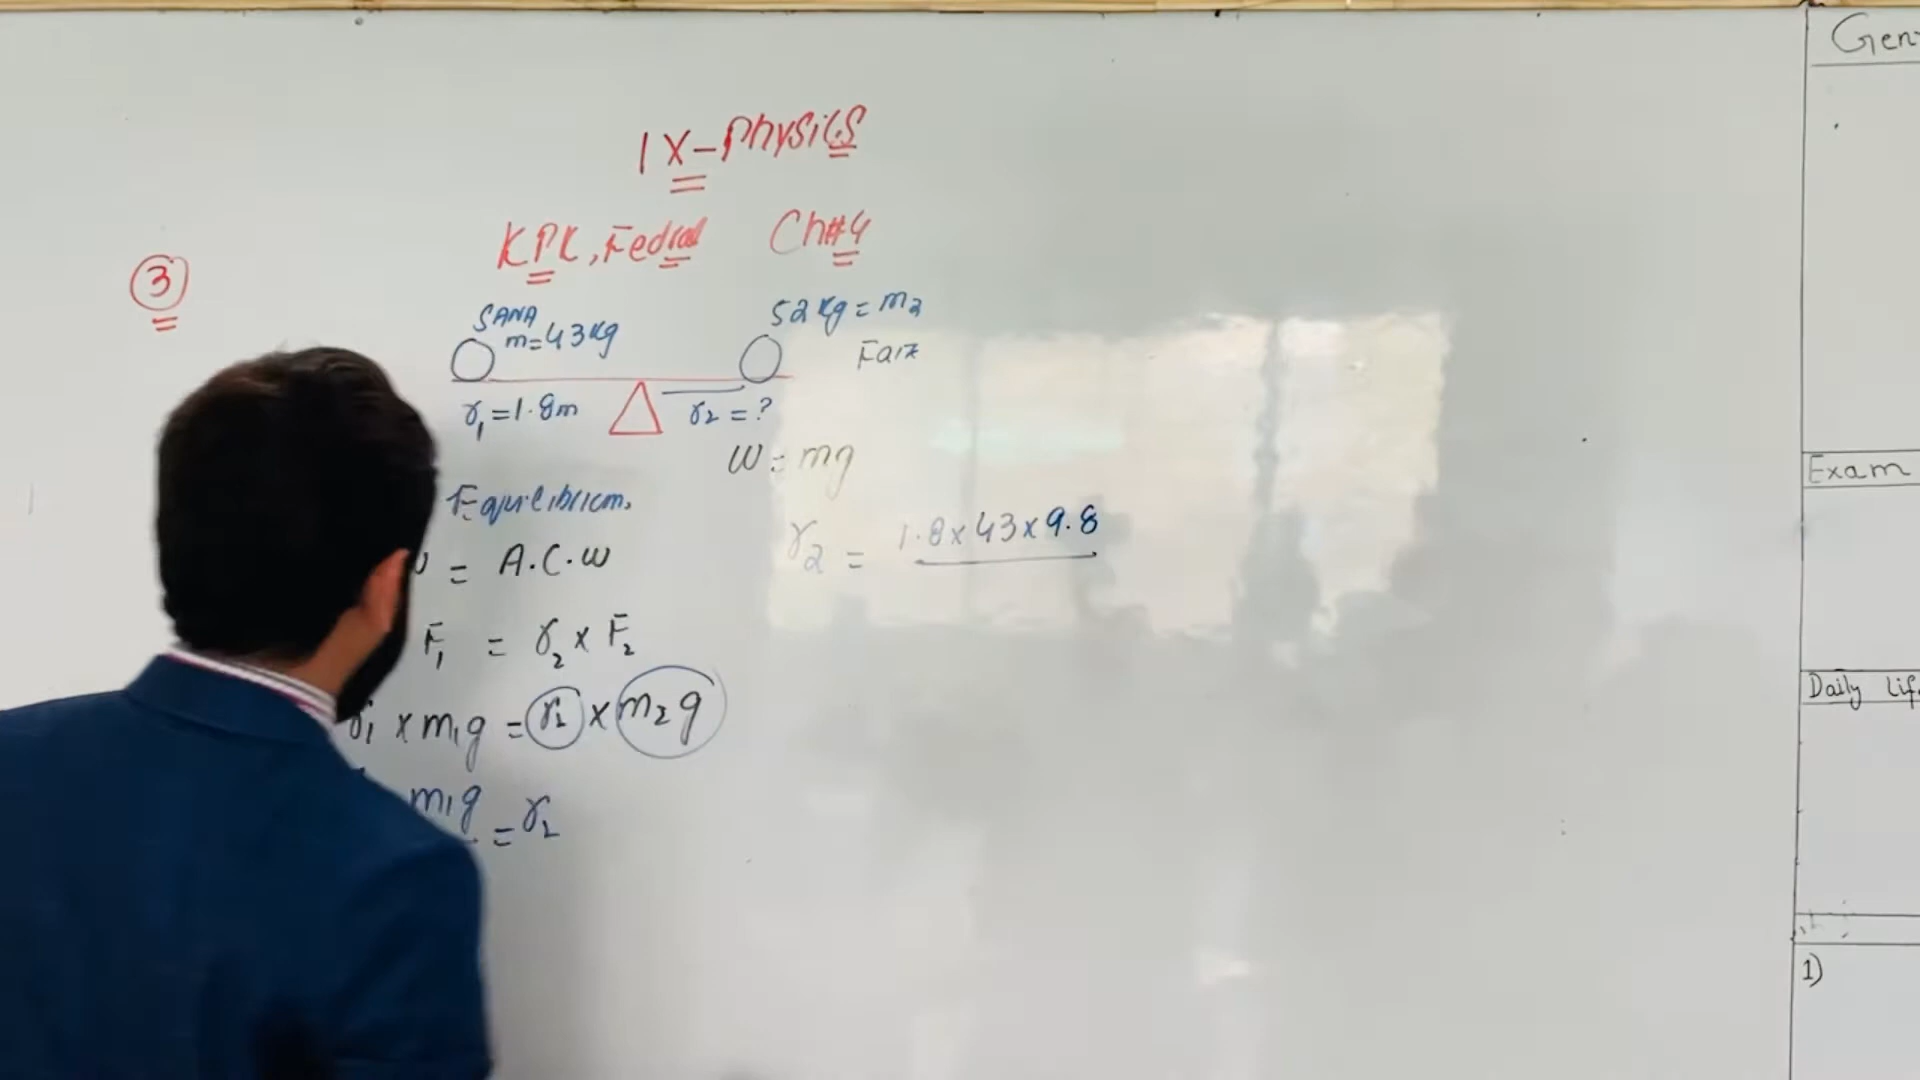 IX-Physics
KPK, Fedral Ch#4
3
SANA
m=43kg
52kg = m2
Faiz
r1=1.8m
r2 = ?
w = mg
Equilibrium.
= A.C.W
F1 = r2 x F2
r1 x m1g = r2 x m2g
m1g = r2
r2 = 1.8x43x9.8
Gen
Exam
Daily Lif
1)